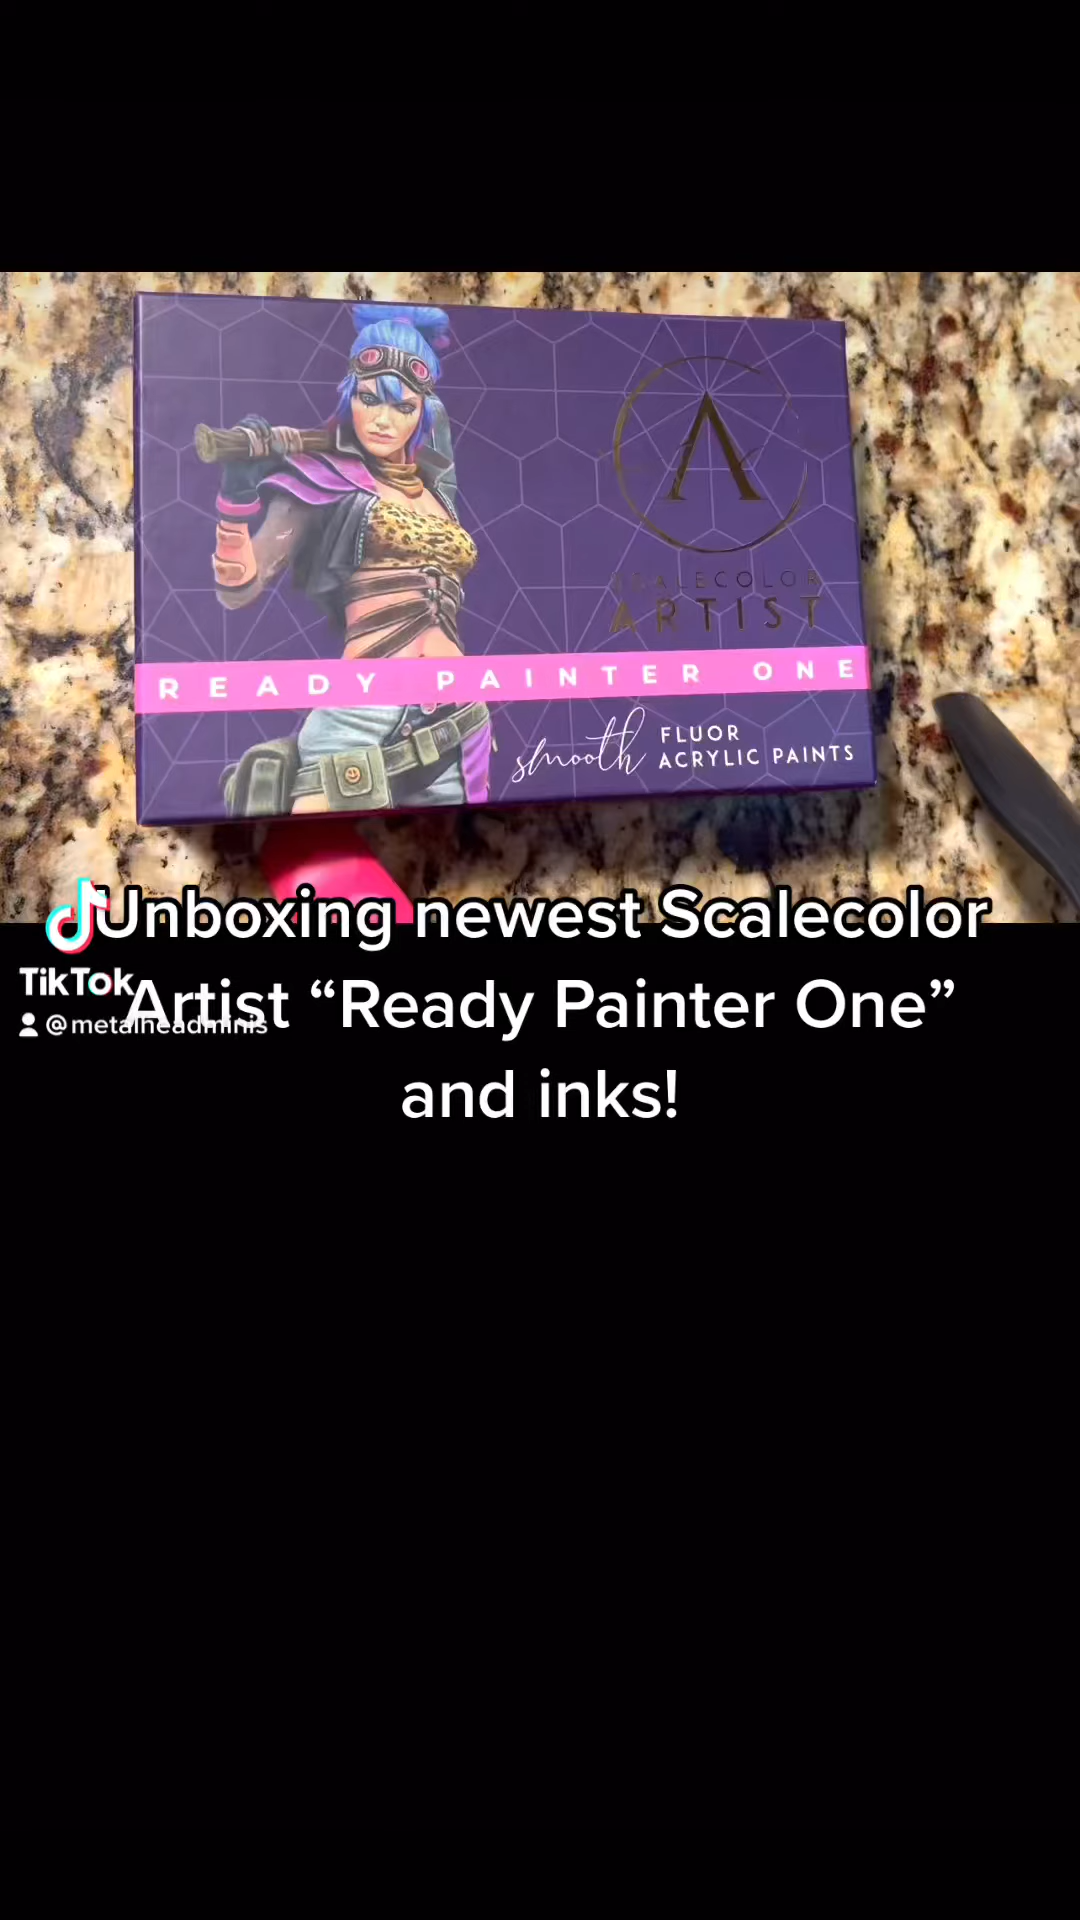 SCALECOLOR
ARTIST
READY PAINTER ONE
smooth FLUOR
ACRYLIC PAINTS
Unboxing newest Scalecolor
Artist “Ready Painter One”
and inks!
TikTok
@metalheadminis